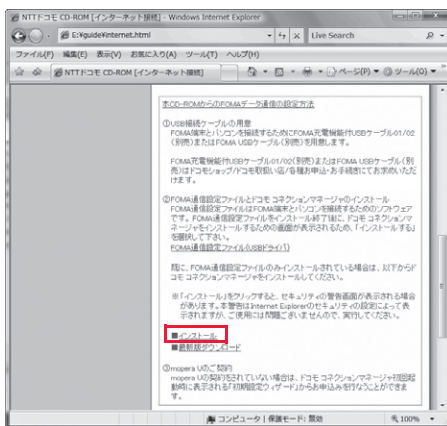 NTTドコモ CD-ROM [インターネット接続] - Windows Internet Explorer
E:¥guide¥internet.html
Live Search
ファイル(F) 編集(E) 表示(V) お気に入り(A) ツール(T) ヘルプ(H)
NTTドコモ CD-ROM [インターネット接続]
ページ(P) ツール(O)
本CD-ROMからのFOMAデータ通信の設定方法
①USB接続ケーブルの用意
FOMA端末とパソコンを接続するためにFOMA充電機能付USBケーブル01/02
(別売)またはFOMA USBケーブル(別売)を用意します。
FOMA充電機能付USBケーブル01/02(別売)またはFOMA USBケーブル(別
売)はドコモショップ/ドコモ取扱い店/各種お申込・お手続きにてお求めいただ
けます。
②FOMA通信設定ファイルとドコモ コネクションマネージャのインストール
FOMA通信設定ファイルはFOMA端末とパソコンを接続するためのソフトウェア
です。FOMA通信設定ファイルをインストール終了後に、ドコモ コネクションマ
ネージャをインストールするための画面が表示されるため、「インストールする」
を選択して下さい。
FOMA通信設定ファイル(USBドライバ)
既に、FOMA通信設定ファイルのみインストールされている場合は、以下からド
コモ コネクションマネージャをインストールしてください。
※「インストール」をクリックすると、セキュリティの警告画面が表示される場合
があります。本警告はInternet Explorerのセキュリティの設定によって表
示されますが、ご使用には問題ございませんので、実行してください。
■インストール
■最新版ダウンロード
③mopera Uのご契約
mopera Uの契約をされていない場合は、ドコモ コネクションマネージャ初回起
動時に表示される「初期設定ウィザード」からお申込みを行なうことができま
す。
コンピュータ | 保護モード: 無効
100%